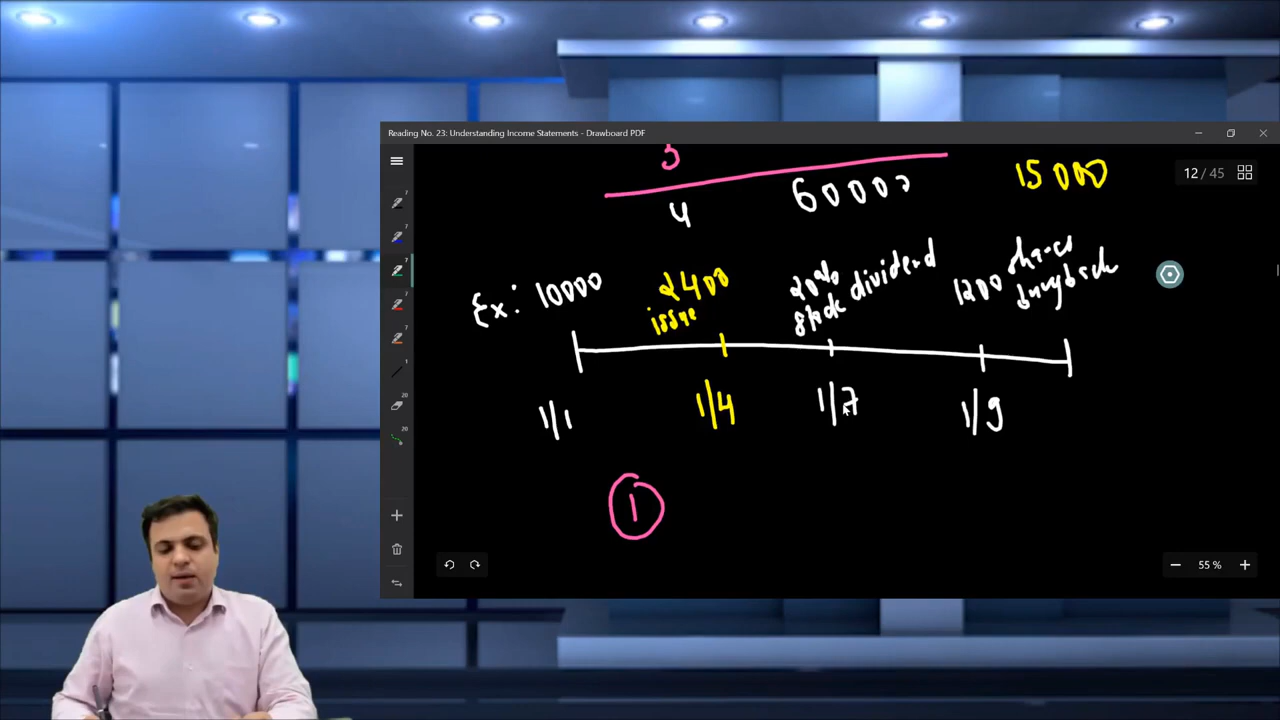 Reading No. 23: Understanding Income Statements - Drawboard PDF
12 / 45
3
4 60000 15000
Ex: 10000
2400
issue
20%
stock dividend
1200 shares
buyback
1/1 1/4 1/7 1/9
1
55 %